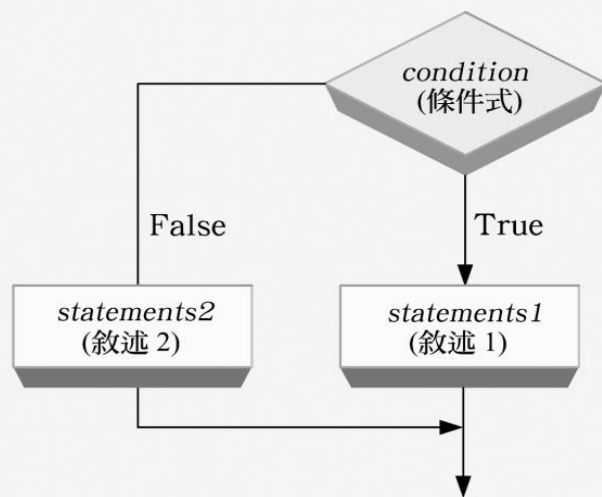 condition
(條件式)
False
True
statements2
(敘述 2)
statements1
(敘述 1)